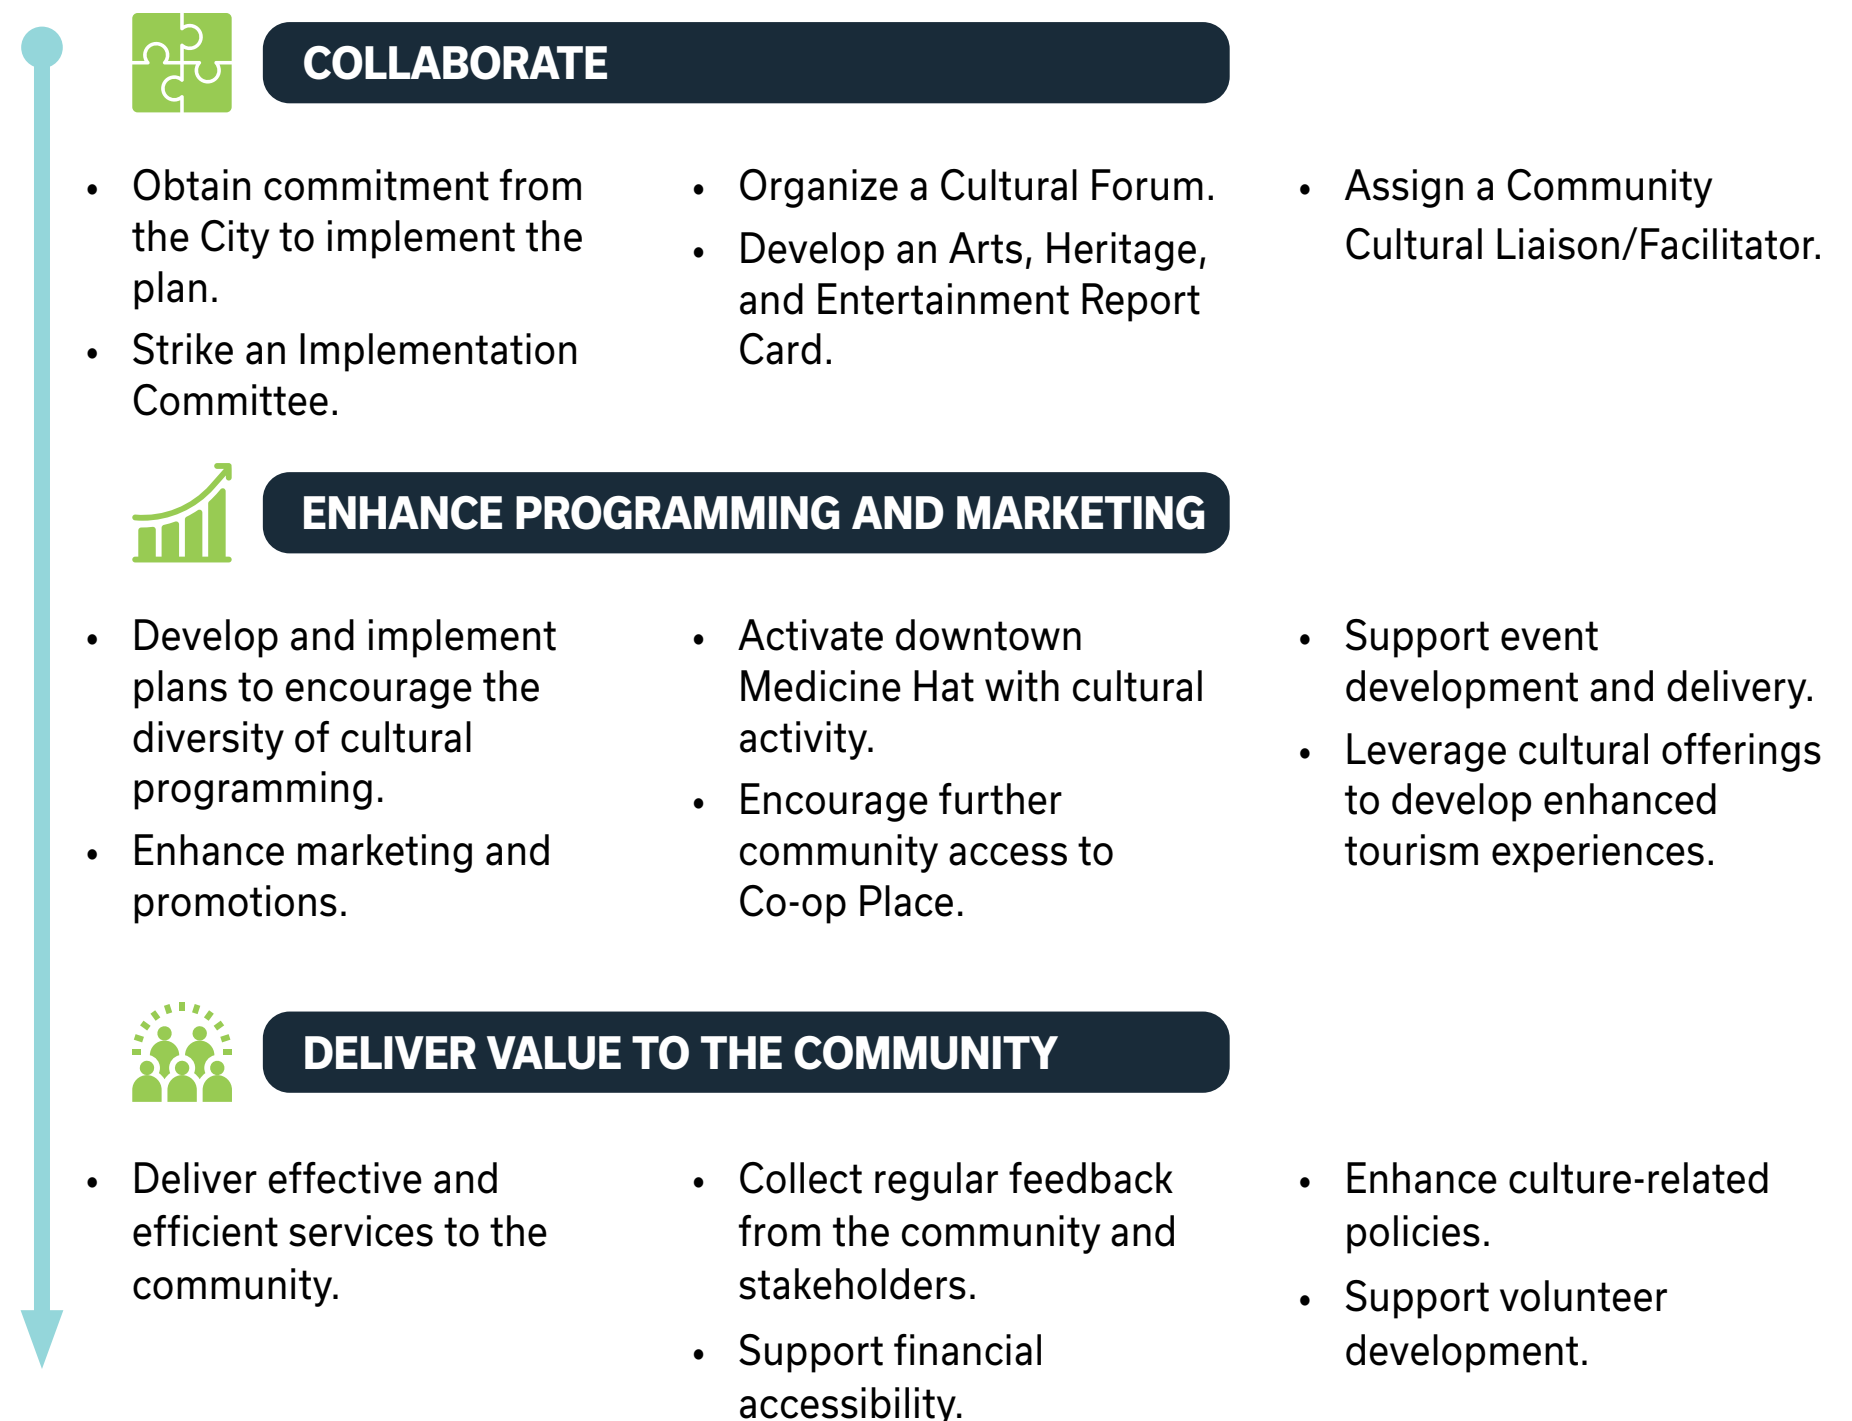 COLLABORATE
• Obtain commitment from
the City to implement the
plan.
• Strike an Implementation
Committee.
• Organize a Cultural Forum.
• Develop an Arts, Heritage,
and Entertainment Report
Card.
• Assign a Community
Cultural Liaison/Facilitator.
ENHANCE PROGRAMMING AND MARKETING
• Develop and implement
plans to encourage the
diversity of cultural
programming.
• Enhance marketing and
promotions.
• Activate downtown
Medicine Hat with cultural
activity.
• Encourage further
community access to
Co-op Place.
• Support event
development and delivery.
• Leverage cultural offerings
to develop enhanced
tourism experiences.
DELIVER VALUE TO THE COMMUNITY
• Deliver effective and
efficient services to the
community.
• Collect regular feedback
from the community and
stakeholders.
• Support financial
accessibility.
• Enhance culture-related
policies.
• Support volunteer
development.